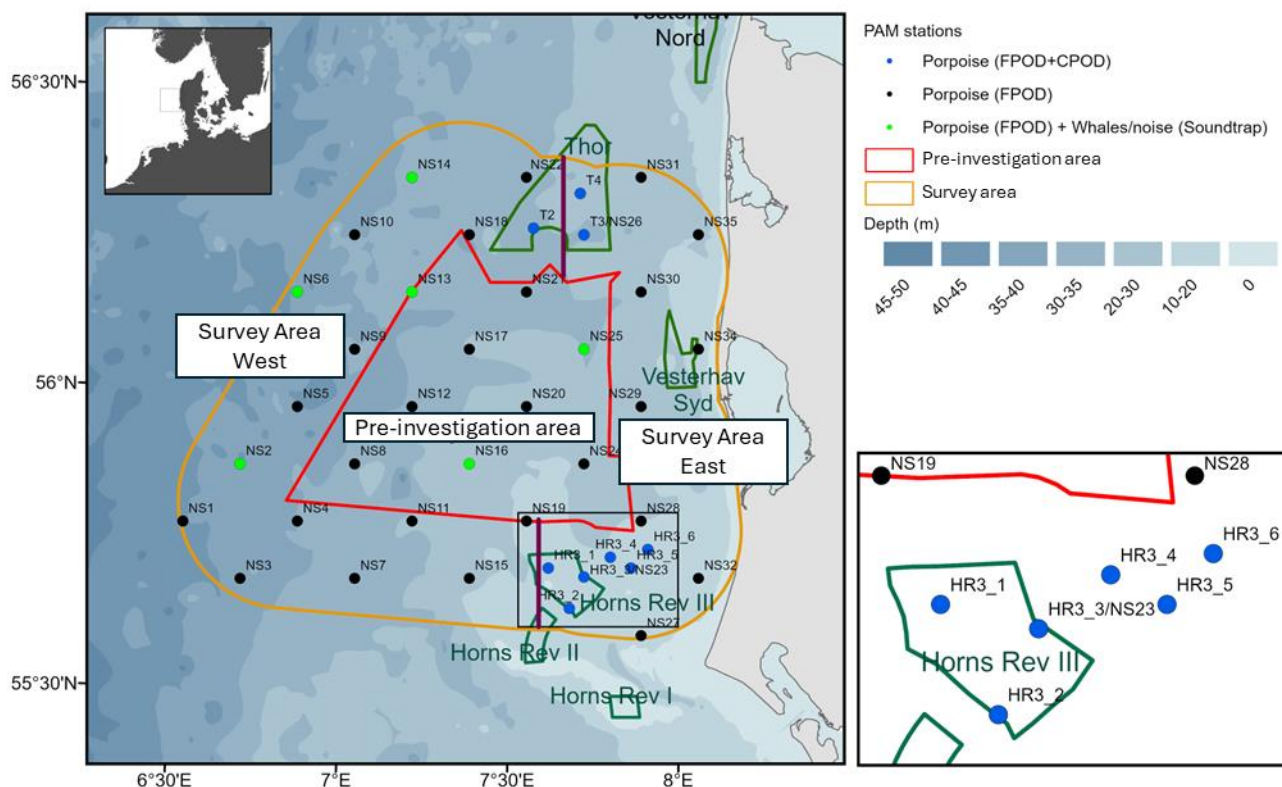 Vesterhav
Nord
56°30'N
Thor
NS14
NS22
NS31
T4
NS10
NS18
T2
T3/NS26
NS35
NS6
NS13
NS21
NS30
Survey Area
West
NS9
NS17
NS25
NS34
56°N
Vesterhav
Syd
NS5
NS12
NS20
NS29
Pre-investigation area
Survey Area
East
NS2
NS8
NS16
NS24
NS1
NS4
NS11
NS19
NS28
HR3_6
HR3_4
HR3_1
HR3_5
HR3_3/NS23
NS3
NS7
NS15
NS32
HR3_2
Horns Rev III
NS27
Horns Rev II
55°30'N
Horns Rev I
6°30'E
7°E
7°30'E
8°E
PAM stations
Porpoise (FPOD+CPOD)
Porpoise (FPOD)
Porpoise (FPOD) + Whales/noise (Soundtrap)
Pre-investigation area
Survey area
Depth (m)
45-50
40-45
35-40
30-35
20-30
10-20
0
NS19
NS28
HR3_6
HR3_4
HR3_1
HR3_5
HR3_3/NS23
Horns Rev III
HR3_2